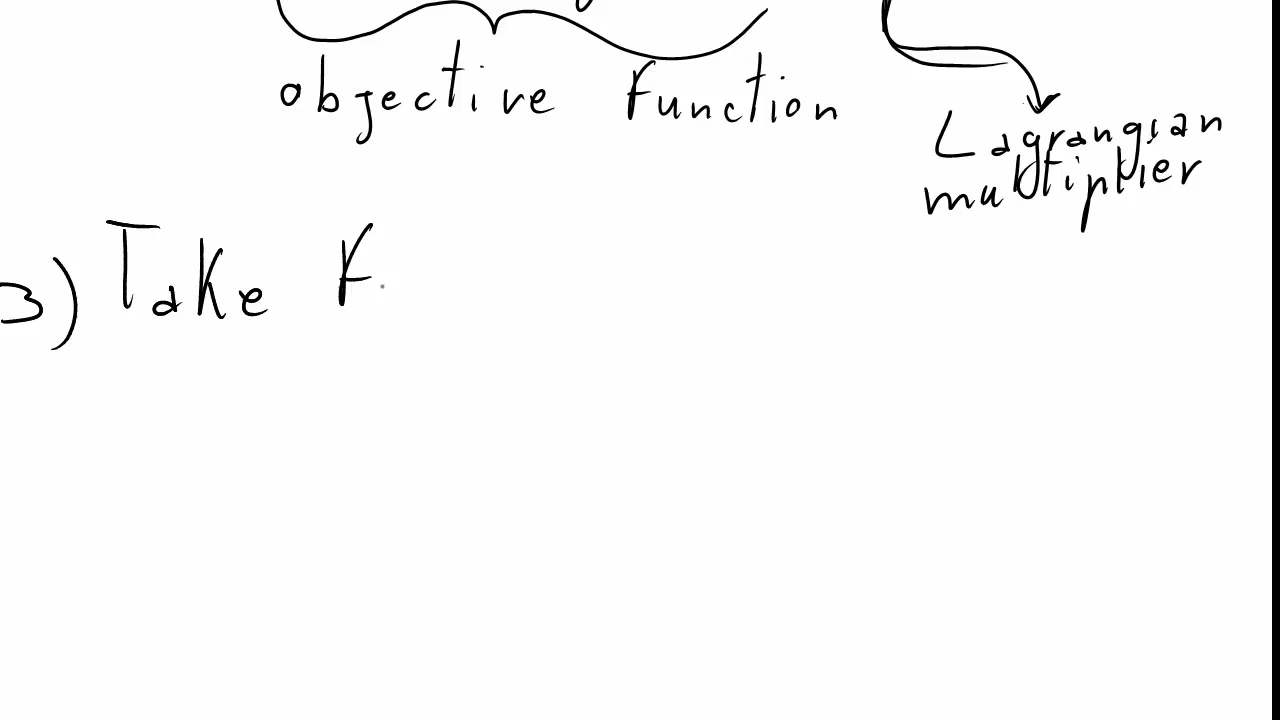 objective function
Lagrangian
multiplier
3) Take F